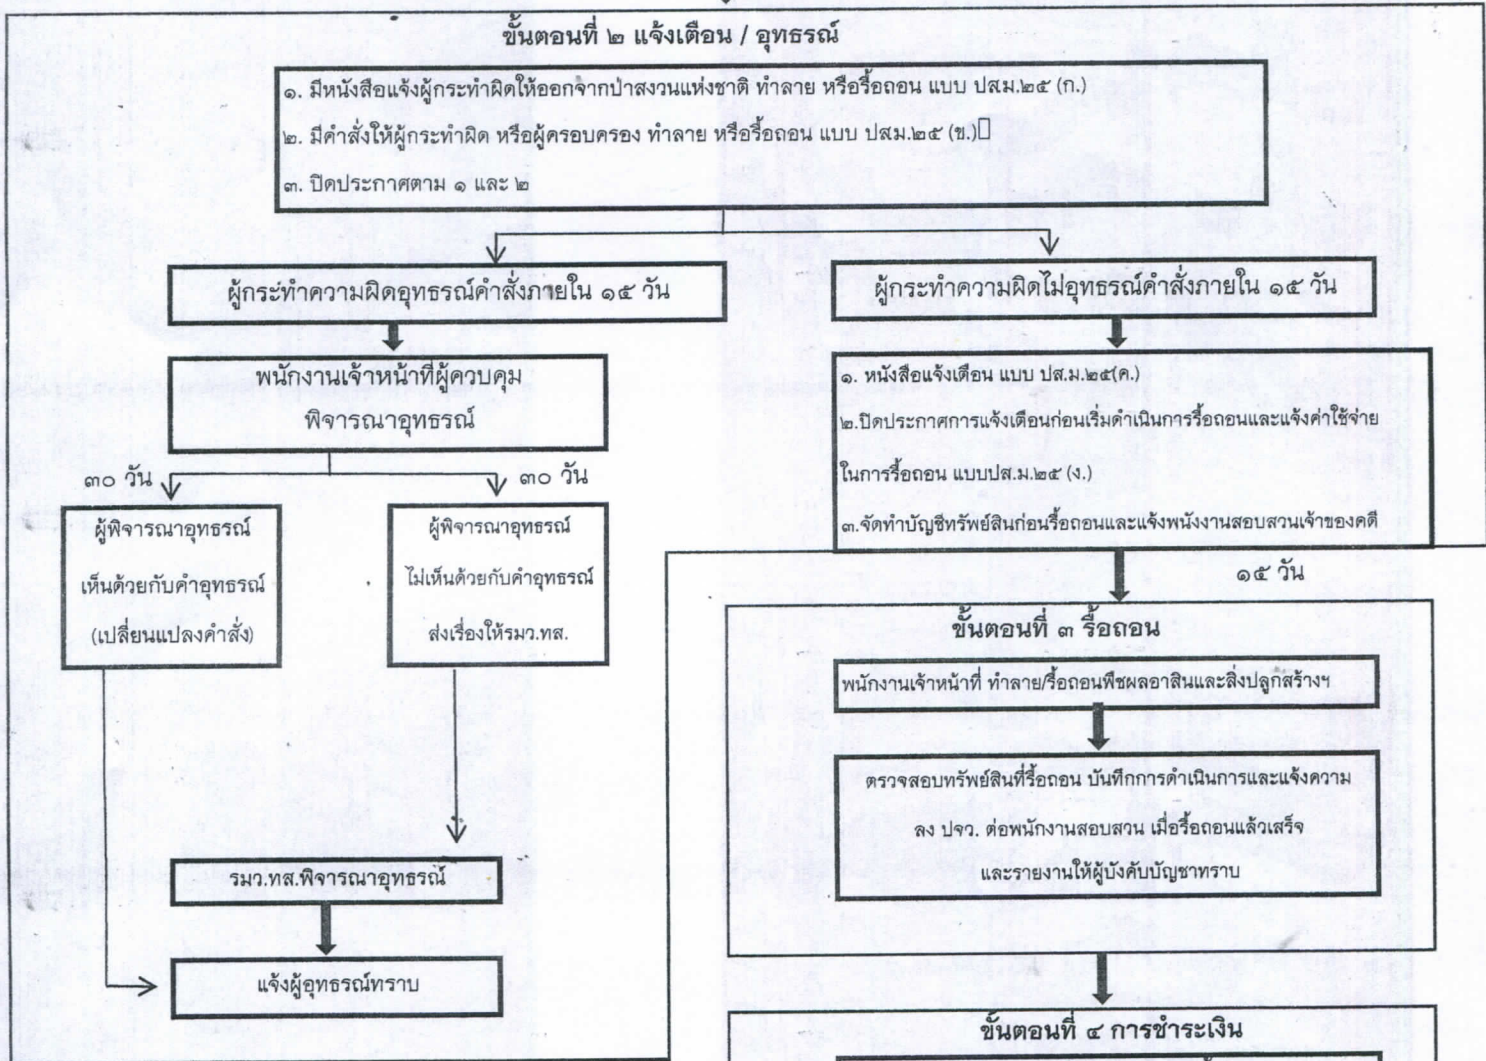 ขั้นตอนที่ ๒ แจ้งเตือน / อุทธรณ์
๑. มีหนังสือแจ้งผู้กระทำผิดให้ออกจากป่าสงวนแห่งชาติ ทำลาย หรือรื้อถอน แบบ ปสม.๒๕ (ก.)
๒. มีคำสั่งให้ผู้กระทำผิด หรือผู้ครอบครอง ทำลาย หรือรื้อถอน แบบ ปสม.๒๕ (ข.)
๓. ปิดประกาศตาม ๑ และ ๒
ผู้กระทำความผิดอุทธรณ์คำสั่งภายใน ๑๕ วัน
พนักงานเจ้าหน้าที่ผู้ควบคุม
พิจารณาอุทธรณ์
๓๐ วัน
๓๐ วัน
ผู้พิจารณาอุทธรณ์
เห็นด้วยกับคำอุทธรณ์
(เปลี่ยนแปลงคำสั่ง)
ผู้พิจารณาอุทธรณ์
ไม่เห็นด้วยกับคำอุทธรณ์
ส่งเรื่องให้รมว.ทส.
รมว.ทส.พิจารณาอุทธรณ์
แจ้งผู้อุทธรณ์ทราบ
ผู้กระทำความผิดไม่อุทธรณ์คำสั่งภายใน ๑๕ วัน
๑. หนังสือแจ้งเตือน แบบ ปส.ม.๒๕(ค.)
๒.ปิดประกาศการแจ้งเตือนก่อนเริ่มดำเนินการรื้อถอนและแจ้งค่าใช้จ่าย
ในการรื้อถอน แบบปส.ม.๒๕ (ง.)
๓.จัดทำบัญชีทรัพย์สินก่อนรื้อถอนและแจ้งพนังงานสอบสวนเจ้าของคดี
๑๕ วัน
ขั้นตอนที่ ๓ รื้อถอน
พนักงานเจ้าหน้าที่ ทำลาย/รื้อถอนพืชผลอาสินและสิ่งปลูกสร้างฯ
ตรวจสอบทรัพย์สินที่รื้อถอน บันทึกการดำเนินการและแจ้งความ
ลง ปจว. ต่อพนักงานสอบสวน เมื่อรื้อถอนแล้วเสร็จ
และรายงานให้ผู้บังคับบัญชาทราบ
ขั้นตอนที่ ๔ การชำระเงิน